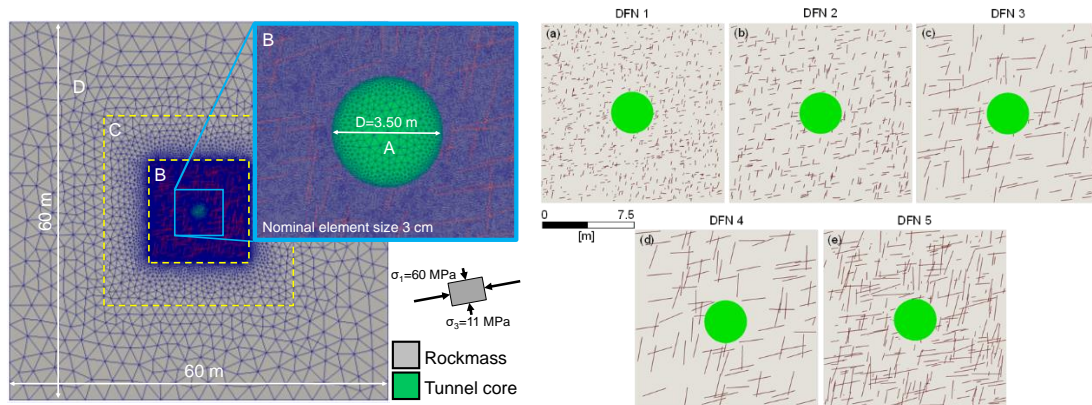 D
C
B
60 m
60 m
B
D=3.50 m
A
Nominal element size 3 cm
σ1=60 MPa
σ3=11 MPa
Rockmass
Tunnel core
DFN 1
DFN 2
DFN 3
(a)
(b)
(c)
0 7.5
[m]
DFN 4
DFN 5
(d)
(e)